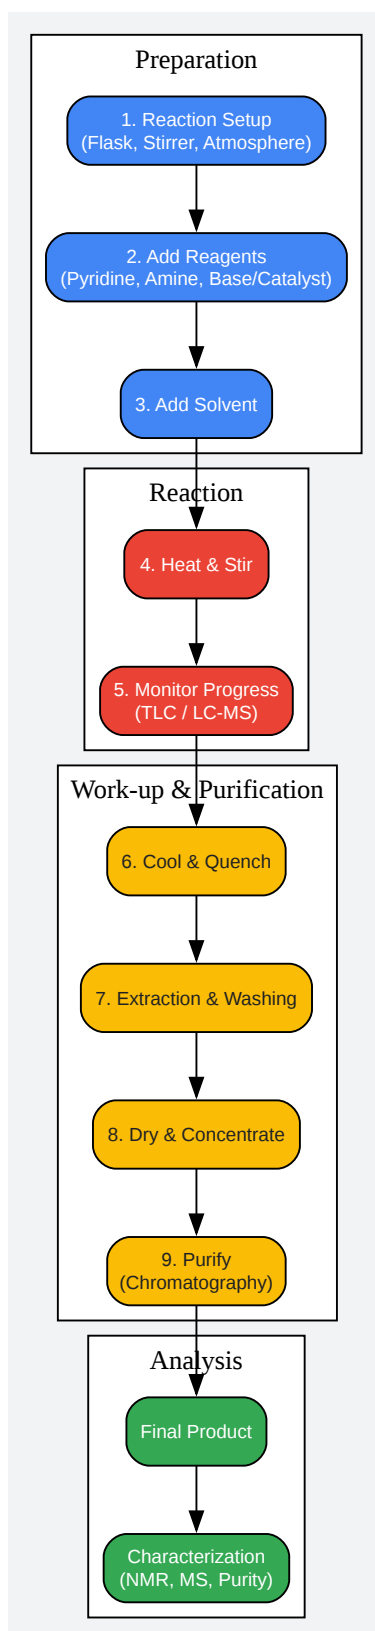 Preparation
1. Reaction Setup
(Flask, Stirrer, Atmosphere)
2. Add Reagents
(Pyridine, Amine, Base/Catalyst)
3. Add Solvent
Reaction
4. Heat & Stir
5. Monitor Progress
(TLC / LC-MS)
Work-up & Purification
6. Cool & Quench
7. Extraction & Washing
8. Dry & Concentrate
9. Purify
(Chromatography)
Analysis
Final Product
Characterization
(NMR, MS, Purity)